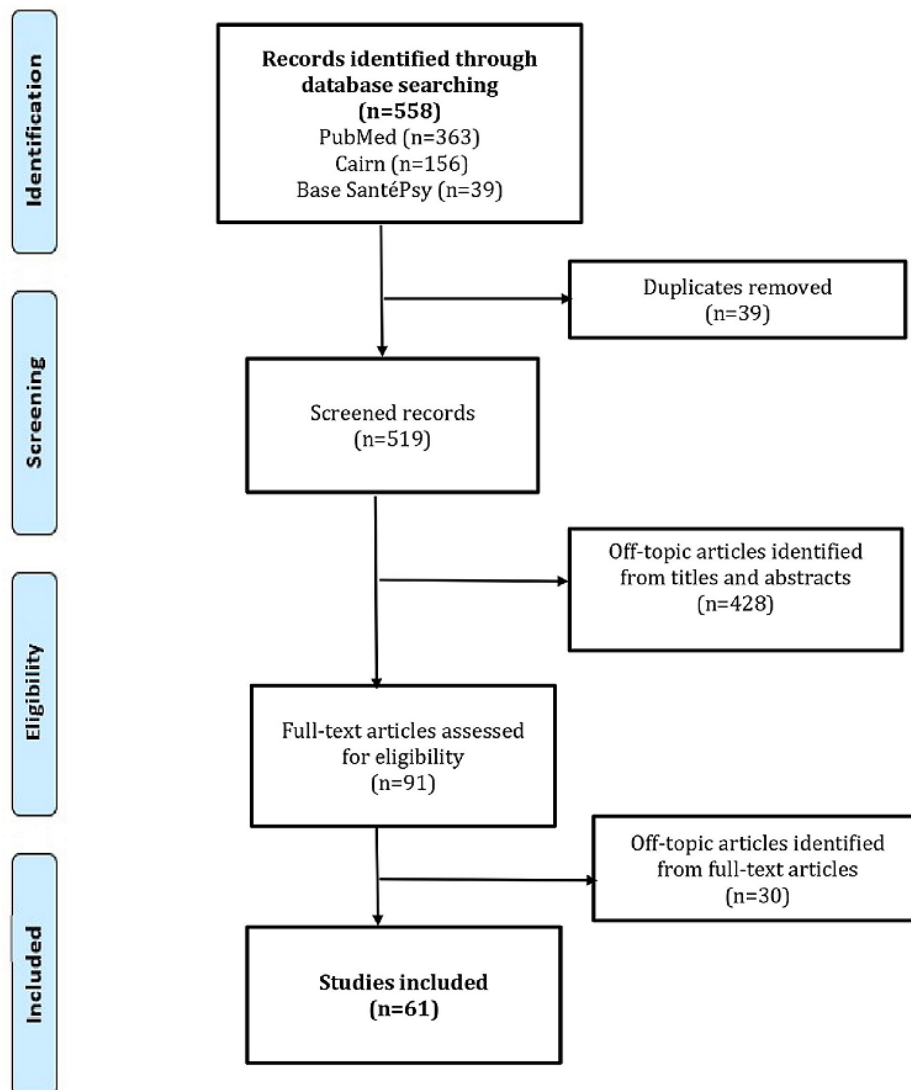 Identification
Records identified through
database searching
(n=558)
PubMed (n=363)
Cairn (n=156)
Base SantéPsy (n=39)
Duplicates removed
(n=39)
Screening
Screened records
(n=519)
Off-topic articles identified
from titles and abstracts
(n=428)
Eligibility
Full-text articles assessed
for eligibility
(n=91)
Off-topic articles identified
from full-text articles
(n=30)
Included
Studies included
(n=61)